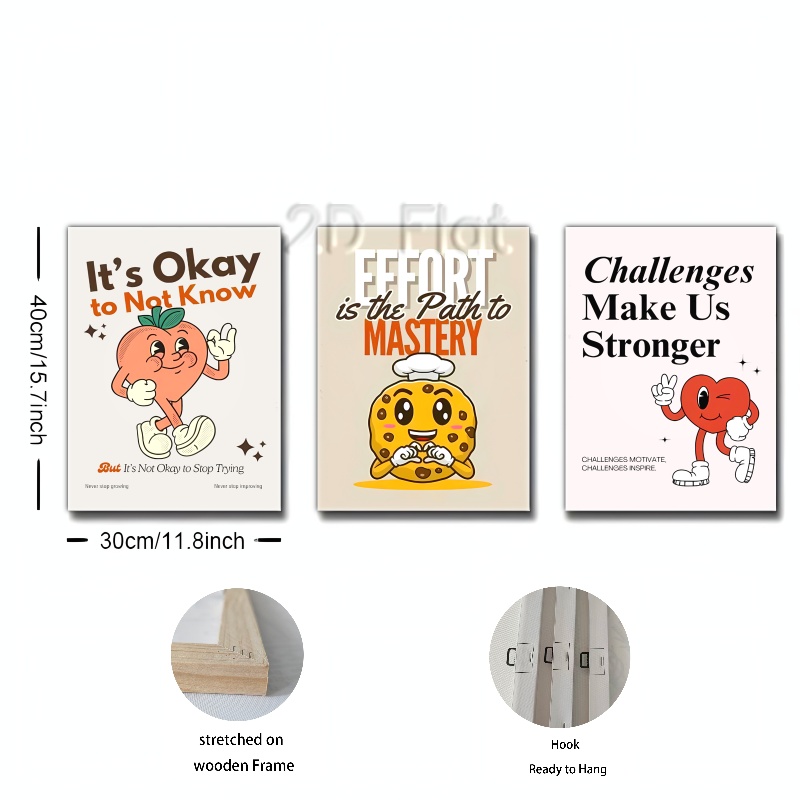 2D Flat
It's Okay
to Not Know
But It's Not Okay to Stop Trying
Never stop growing
Never stop improving
EFFORT
is the Path to
MASTERY
Challenges
Make Us
Stronger
CHALLENGES MOTIVATE,
CHALLENGES INSPIRE.
40cm/15.7inch
30cm/11.8inch
stretched on
wooden Frame
Hook
Ready to Hang